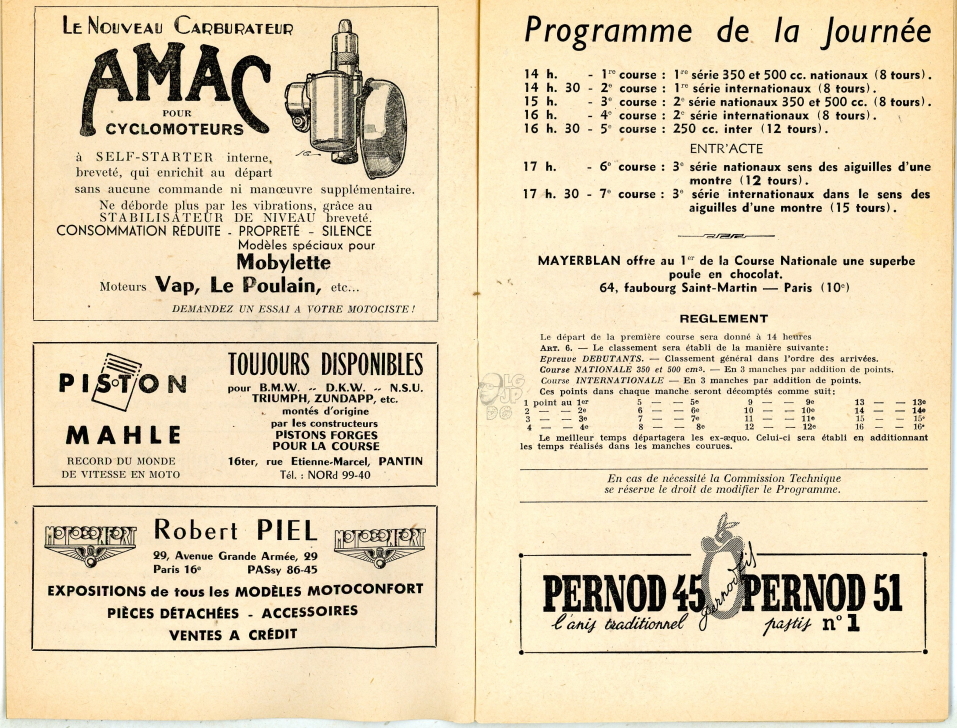 Le Nouveau Carburateur
AMAC
POUR
CYCLOMOTEURS
à SELF-STARTER interne,
breveté, qui enrichit au départ
sans aucune commande ni manœuvre supplémentaire.
Ne déborde plus par les vibrations, grâce au
STABILISATEUR DE NIVEAU breveté.
CONSOMMATION RÉDUITE - PROPRETÉ - SILENCE
Modèles spéciaux pour
Mobylette
Moteurs Vap, Le Poulain, etc...
DEMANDEZ UN ESSAI A VOTRE MOTOCISTE !
PISTON
MAHLE
RECORD DU MONDE
DE VITESSE EN MOTO
TOUJOURS DISPONIBLES
pour B.M.W. -- D.K.W. -- N.S.U.
TRIUMPH, ZUNDAPP, etc.
montés d'origine
par les constructeurs
PISTONS FORGES
POUR LA COURSE
16ter, rue Etienne-Marcel, PANTIN
Tél. : NORd 99-40
MOTOCONFORT
Robert PIEL
MOTOCONFORT
29, Avenue Grande Armée, 29
Paris 16e PASsy 86-45
EXPOSITIONS de tous les MODÈLES MOTOCONFORT
PIÈCES DÉTACHÉES - ACCESSOIRES
VENTES A CRÉDIT
Programme de la Journée
14 h. - 1re course : 1re série 350 et 500 cc. nationaux (8 tours).
14 h. 30 - 2e course : 1re série internationaux (8 tours).
15 h. - 3e course : 2e série nationaux 350 et 500 cc. (8 tours).
16 h. - 4e course : 2e série internationaux (8 tours).
16 h. 30 - 5e course : 250 cc. inter (12 tours).
ENTR'ACTE
17 h. - 6e course : 3e série nationaux sens des aiguilles d'une
montre (12 tours).
17 h. 30 - 7e course : 3e série internationaux dans le sens des
aiguilles d'une montre (15 tours).
MAYERBLAN offre au 1er de la Course Nationale une superbe
poule en chocolat.
64, faubourg Saint-Martin — Paris (10e)
REGLEMENT
Le départ de la première course sera donné à 14 heures
Art. 6. — Le classement sera établi de la manière suivante:
Epreuve DEBUTANTS. — Classement général dans l'ordre des arrivées.
Course NATIONALE 350 et 500 cm3. — En 3 manches par addition de points.
Course INTERNATIONALE — En 3 manches par addition de points.
Ces points dans chaque manche seront décomptés comme suit:
1 point au 1er 5 — — 5e 9 — — 9e 13 — — 13e
2 — — 2e 6 — — 6e 10 — — 10e 14 — — 14e
3 — — 3e 7 — — 7e 11 — — 11e 15 — — 15e
4 — — 4e 8 — — 8e 12 — — 12e 16 — — 16e
Le meilleur temps départagera les ex-æquo. Celui-ci sera établi en additionnant
les temps réalisés dans les manches courues.
En cas de nécessité la Commission Technique
se réserve le droit de modifier le Programme.
PERNOD 45 PERNOD 51
l'anis traditionnel pastis n° 1